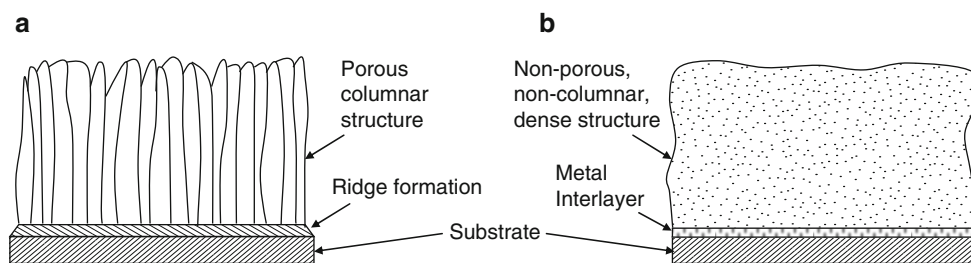 a
Porous
columnar
structure
Ridge formation
b
Non-porous,
non-columnar,
dense structure
Metal
Interlayer
Substrate